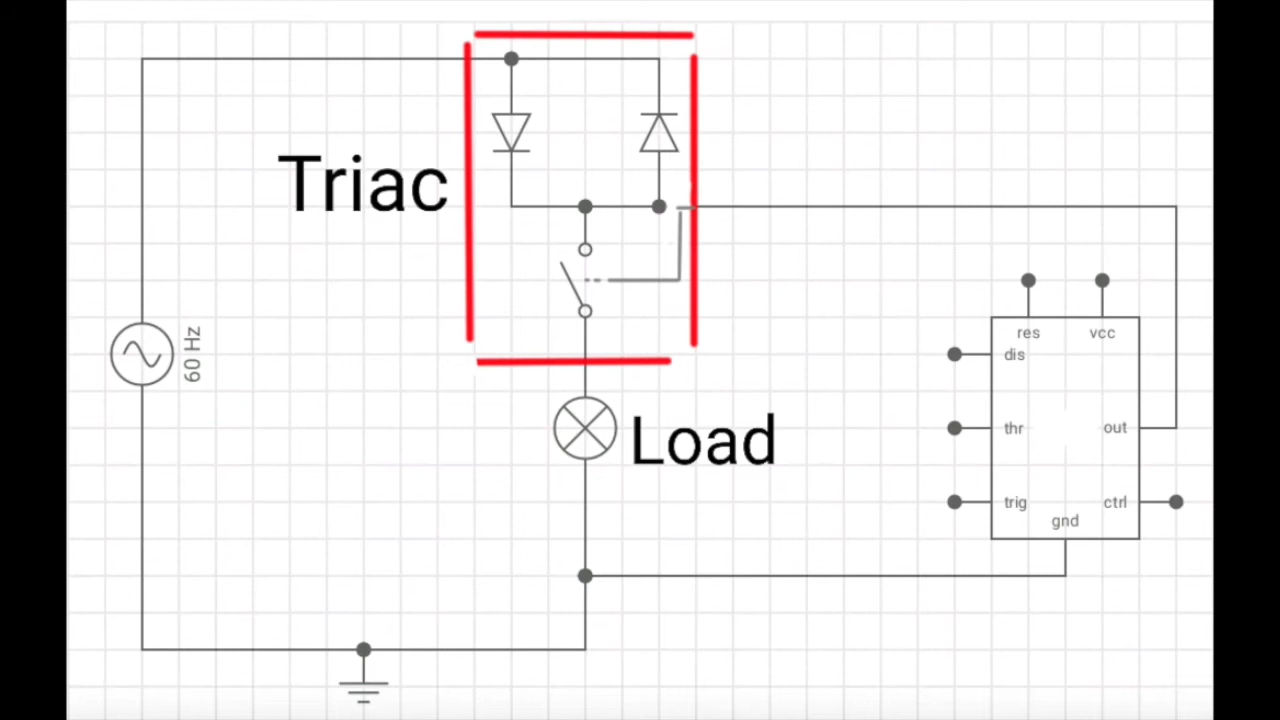 Triac
60 Hz
Load
res vcc
dis
thr out
trig ctrl
gnd